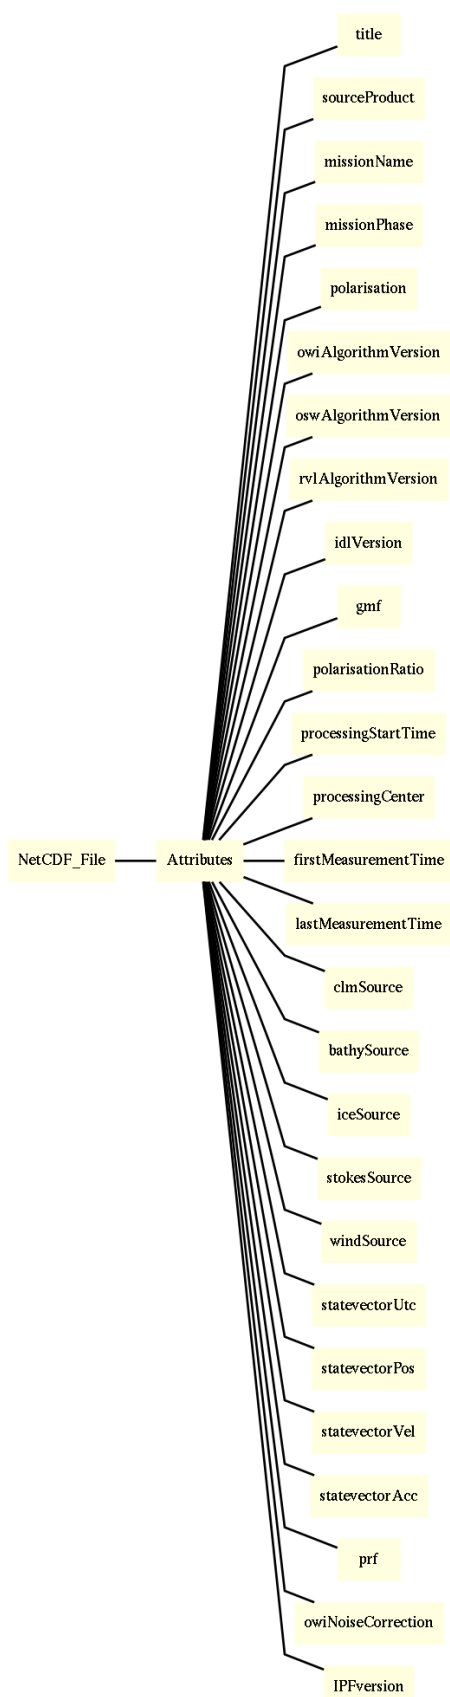 title
sourceProduct
missionName
missionPhase
polarisation
owiAlgorithmVersion
oswAlgorithmVersion
rvlAlgorithmVersion
idlVersion
gmf
polarisationRatio
processingStartTime
processingCenter
NetCDF_File
Attributes
firstMeasurementTime
lastMeasurementTime
clmSource
bathySource
iceSource
stokesSource
windSource
statevectorUtc
statevectorPos
statevectorVel
statevectorAcc
prf
owiNoiseCorrection
IPFversion